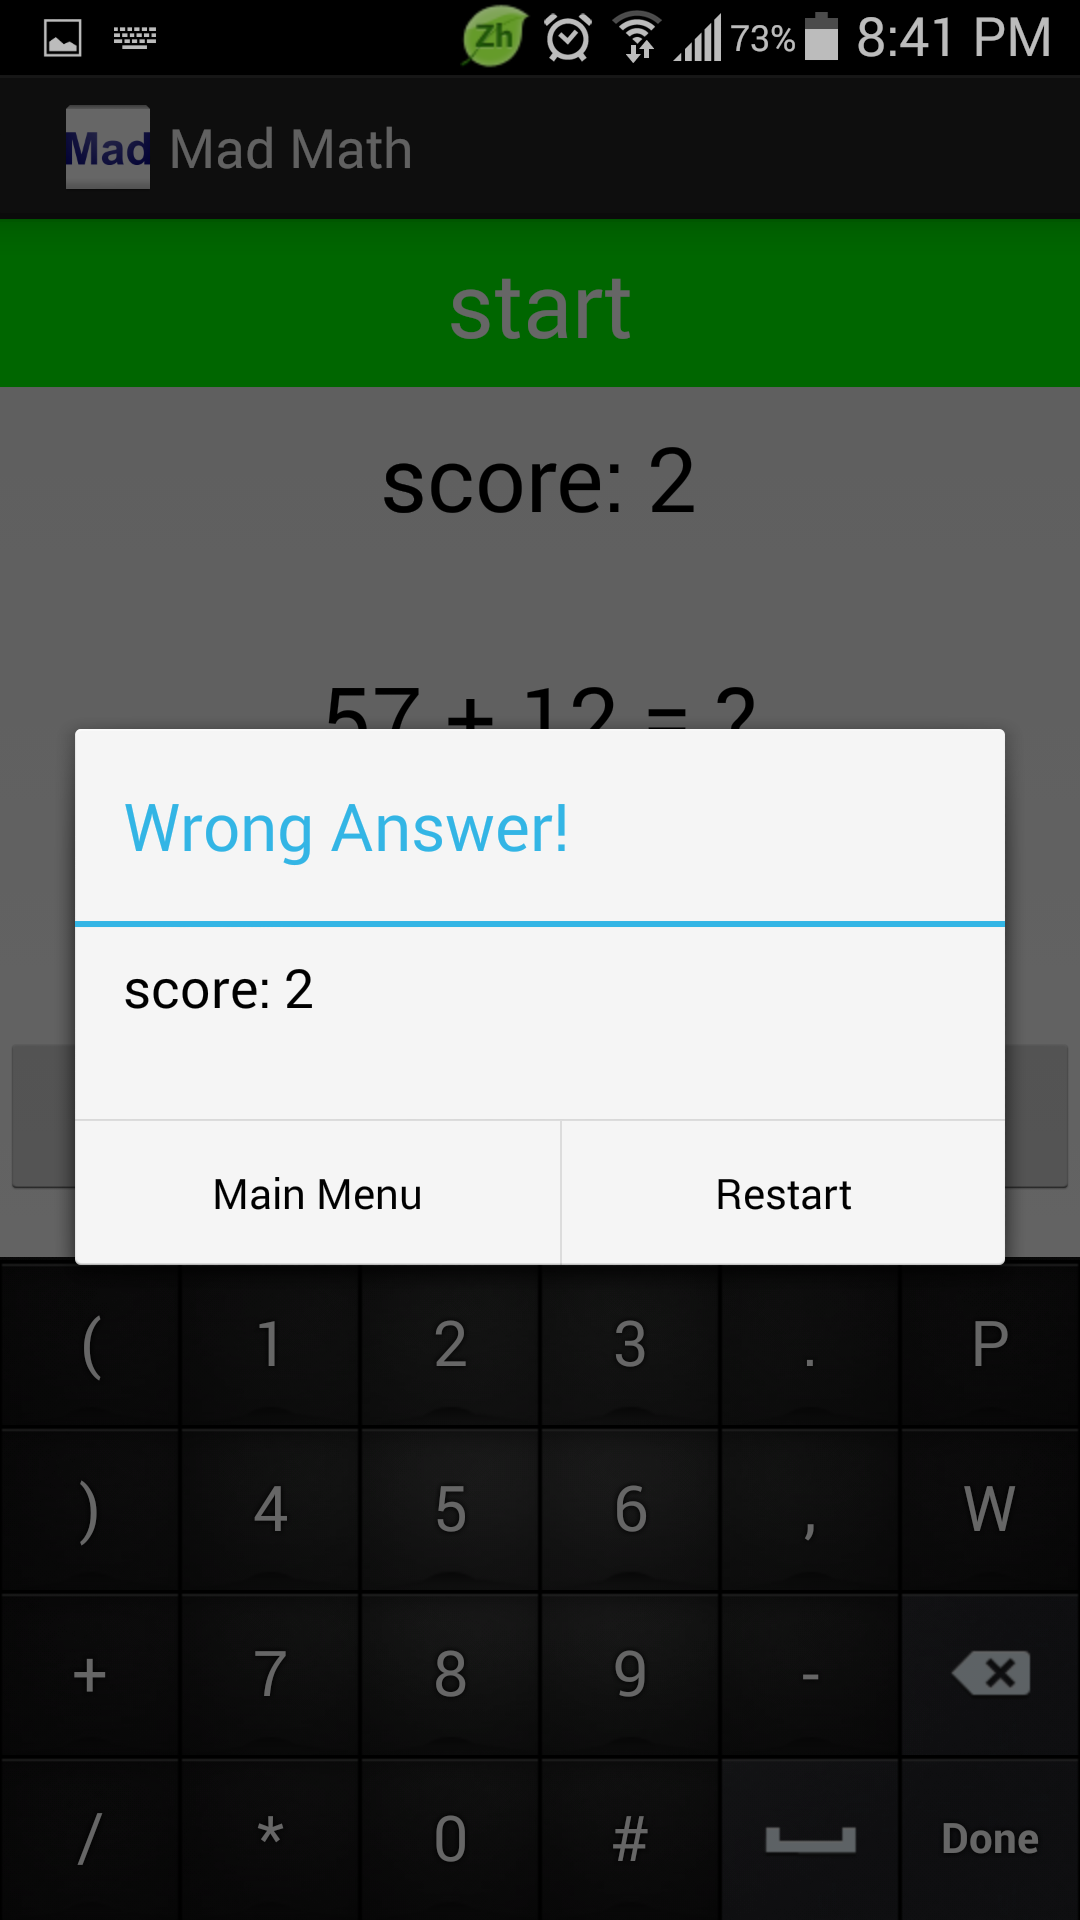 Zh 73% 8:41 PM
Mad Mad Math
start
score: 2
57 + 12 = ?
Wrong Answer!
score: 2
Main Menu Restart
( 1 2 3 . P
) 4 5 6 , W
+ 7 8 9 -
/ * 0 # Done